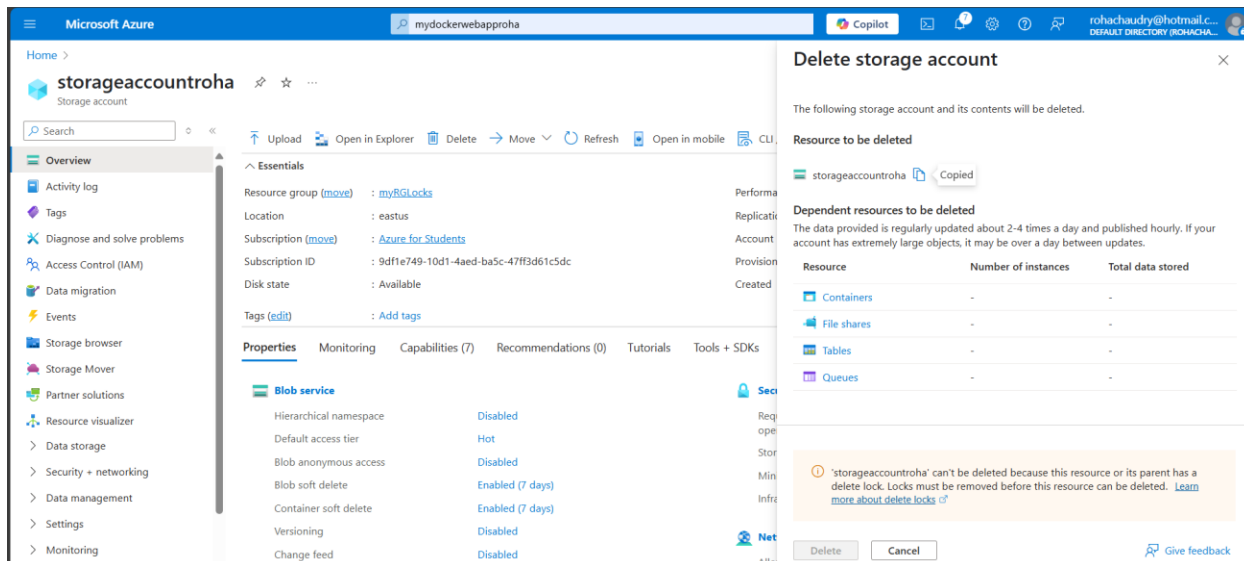 Microsoft Azure
mydockerwebapproha
Copilot
7
rohachaudry@hotmail.c...
DEFAULT DIRECTORY (ROHACHA...
Home >
storageaccountroha
Storage account
Search
Overview
Activity log
Tags
Diagnose and solve problems
Access Control (IAM)
Data migration
Events
Storage browser
Storage Mover
Partner solutions
Resource visualizer
Data storage
Security + networking
Data management
Settings
Monitoring
Upload Open in Explorer Delete Move Refresh Open in mobile CLI
Essentials
Resource group (move) : myRGLocks
Location : eastus
Subscription (move) : Azure for Students
Subscription ID : 9df1e749-10d1-4aed-ba5c-47ff3d61c5dc
Disk state : Available
Tags (edit) : Add tags
Performa
Replicati
Account
Provision
Created
Properties Monitoring Capabilities (7) Recommendations (0) Tutorials Tools + SDKs
Blob service
Hierarchical namespace Disabled
Default access tier Hot
Blob anonymous access Disabled
Blob soft delete Enabled (7 days)
Container soft delete Enabled (7 days)
Versioning Disabled
Change feed Disabled
Secu
Req
ope
Stor
Mini
Infra
Net
Delete storage account
The following storage account and its contents will be deleted.
Resource to be deleted
storageaccountroha Copied
Dependent resources to be deleted
The data provided is regularly updated about 2-4 times a day and published hourly. If your
account has extremely large objects, it may be over a day between updates.
Resource Number of instances Total data stored
Containers - -
File shares - -
Tables - -
Queues - -
'storageaccountroha' can't be deleted because this resource or its parent has a
delete lock. Locks must be removed before this resource can be deleted. Learn
more about delete locks
Delete Cancel Give feedback